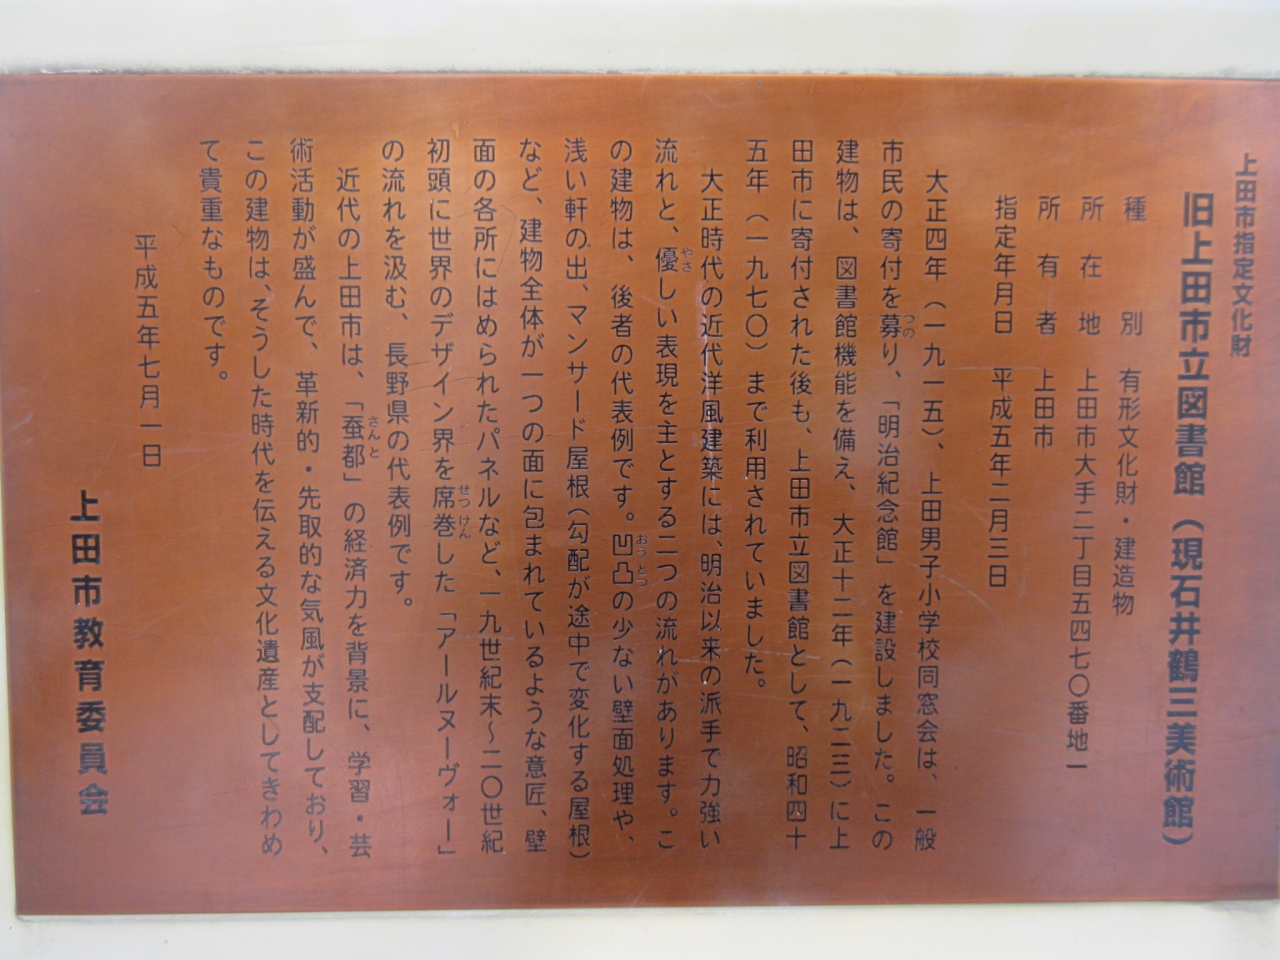 上田市指定文化財
旧上田市立図書館（現石井鶴三美術館）
種別　有形文化財・建造物
所在地　上田市大手二丁目五四七〇番地一
所有者　上田市
指定年月日　平成五年二月三日
大正四年（一九一五）、上田男子小学校同窓会は、一般
市民の寄付を募り、「明治紀念館」を建設しました。この
建物は、図書館機能を備え、大正十二年（一九二三）に上
田市に寄付された後も、上田市立図書館として、昭和四十
五年（一九七〇）まで利用されていました。
大正時代の近代洋風建築には、明治以来の派手で力強い
流れと、優しい表現を主とする二つの流れがあります。こ
の建物は、後者の代表例です。凹凸の少ない壁面処理や、
浅い軒の出、マンサード屋根（勾配が途中で変化する屋根）
など、建物全体が一つの面に包まれているような意匠、壁
面の各所にはめられたパネルなど、一九世紀末～二〇世紀
初頭に世界のデザイン界を席巻した「アールヌーヴォー」
の流れを汲む、長野県の代表例です。
近代の上田市は、「蚕都」の経済力を背景に、学習・芸
術活動が盛んで、革新的・先取的な気風が支配しており、
この建物は、そうした時代を伝える文化遺産としてきわめ
て貴重なものです。
平成五年七月一日
上田市教育委員会
つの
やさ
おうとつ
せっけん
さんと